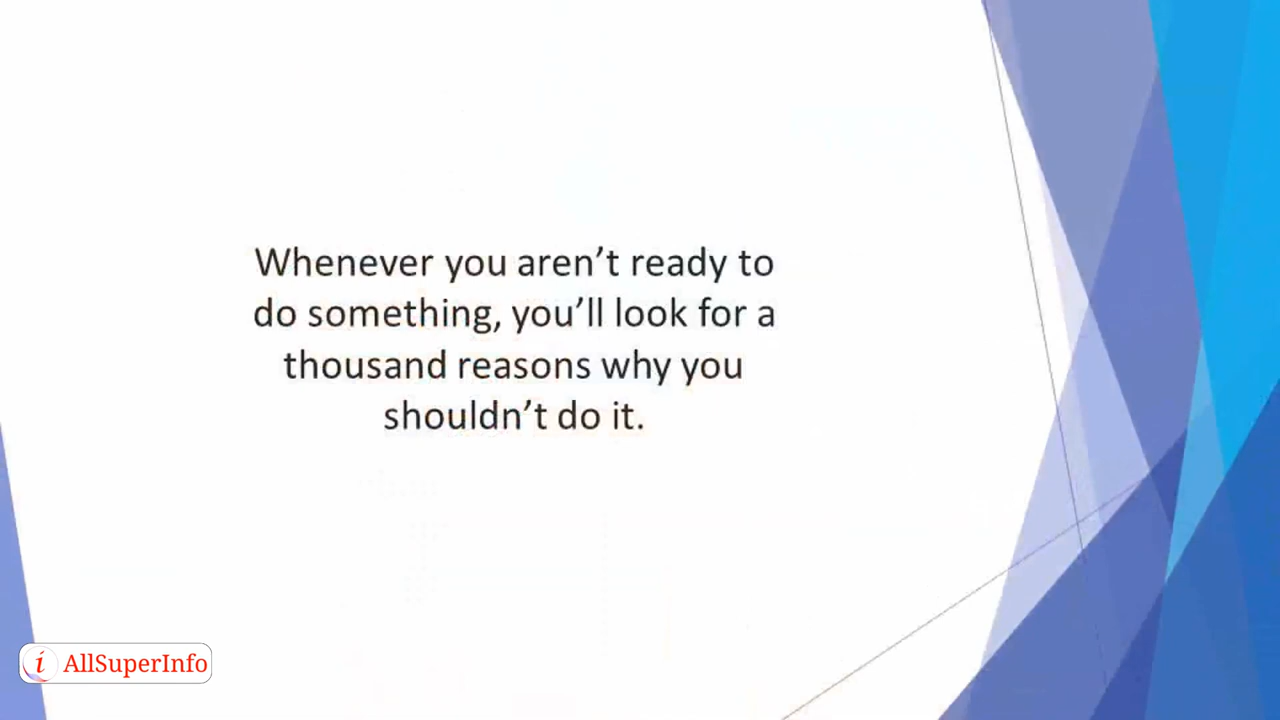 Whenever you aren’t ready to
do something, you’ll look for a
thousand reasons why you
shouldn’t do it.
i AllSuperInfo